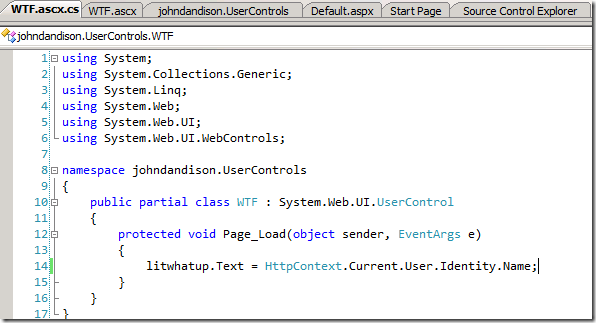 WTF.ascx.cs WTF.ascx johndandison.UserControls Default.aspx Start Page Source Control Explorer
johndandison.UserControls.WTF
1 using System;
2 using System.Collections.Generic;
3 using System.Linq;
4 using System.Web;
5 using System.Web.UI;
6 using System.Web.UI.WebControls;
7
8 namespace johndandison.UserControls
9 {
10 public partial class WTF : System.Web.UI.UserControl
11 {
12 protected void Page_Load(object sender, EventArgs e)
13 {
14 litwhatup.Text = HttpContext.Current.User.Identity.Name;
15 }
16 }
17 }